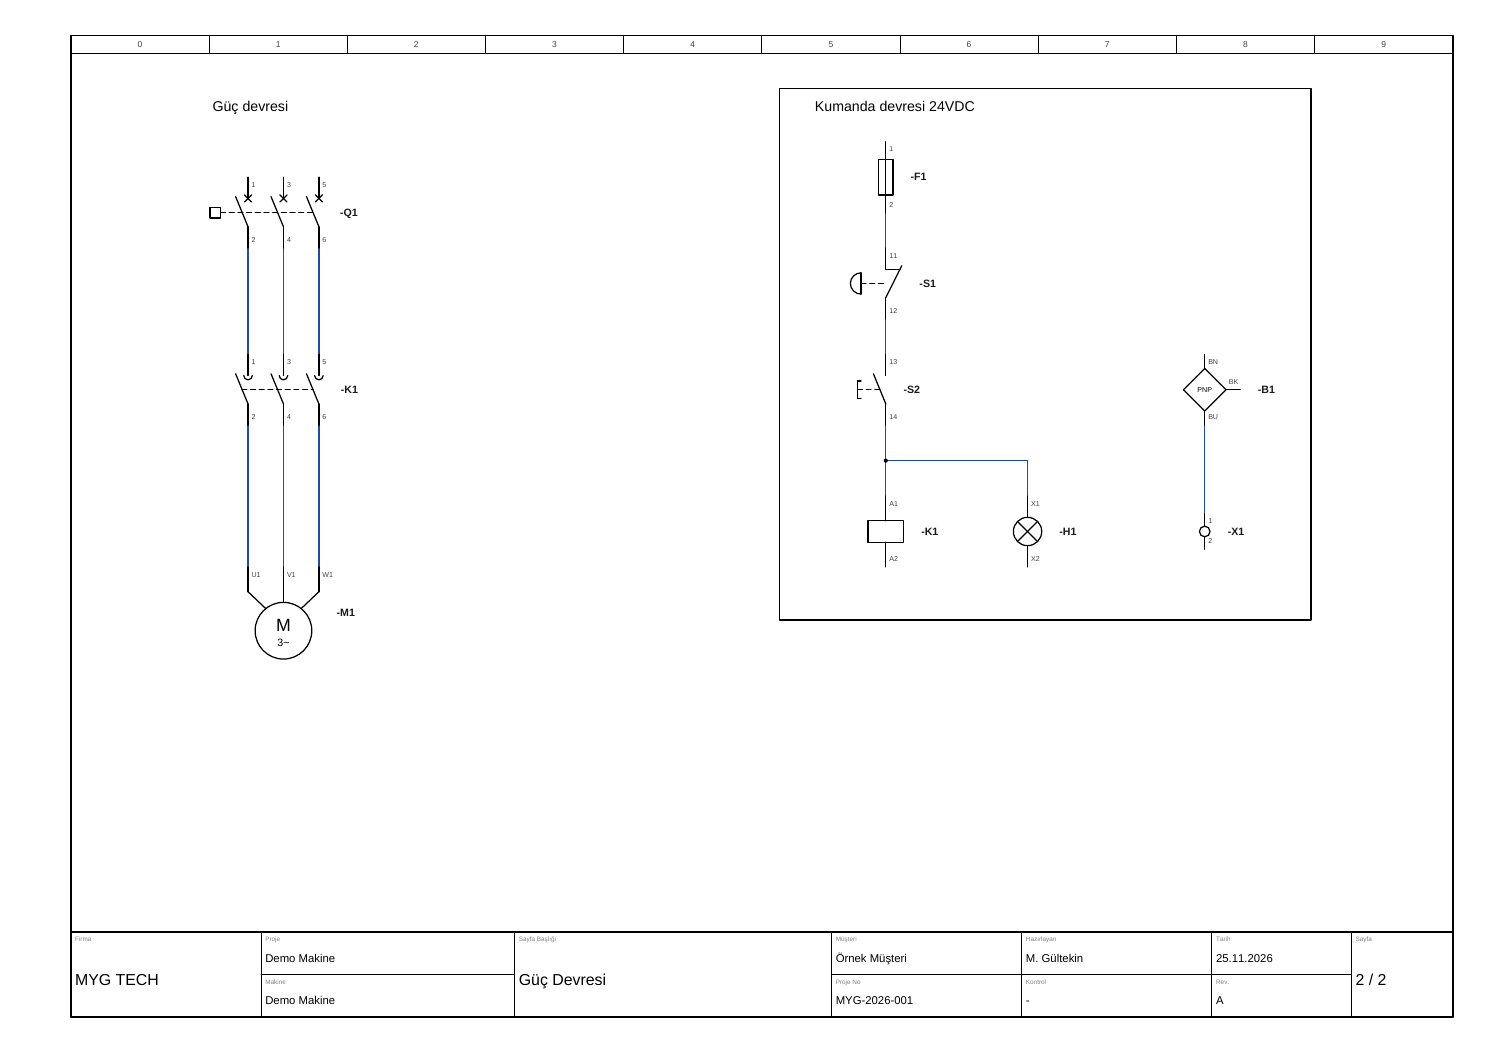 0 1 2 3 4 5 6 7 8 9
Güç devresi
Kumanda devresi 24VDC
1
-F1
2
1 3 5
-Q1
2 4 6
11
-S1
12
1 3 5
-K1
2 4 6
13
-S2
14
BN
PNP BK
-B1
BU
A1
-K1
A2
X1
-H1
X2
1
-X1
2
U1 V1 W1
-M1
M
3~
Firma
MYG TECH
Proje
Demo Makine
Makine
Demo Makine
Sayfa Başlığı
Güç Devresi
Müşteri
Örnek Müşteri
Proje No
MYG-2026-001
Hazırlayan
M. Gültekin
Kontrol
-
Tarih
25.11.2026
Rev.
A
Sayfa
2 / 2